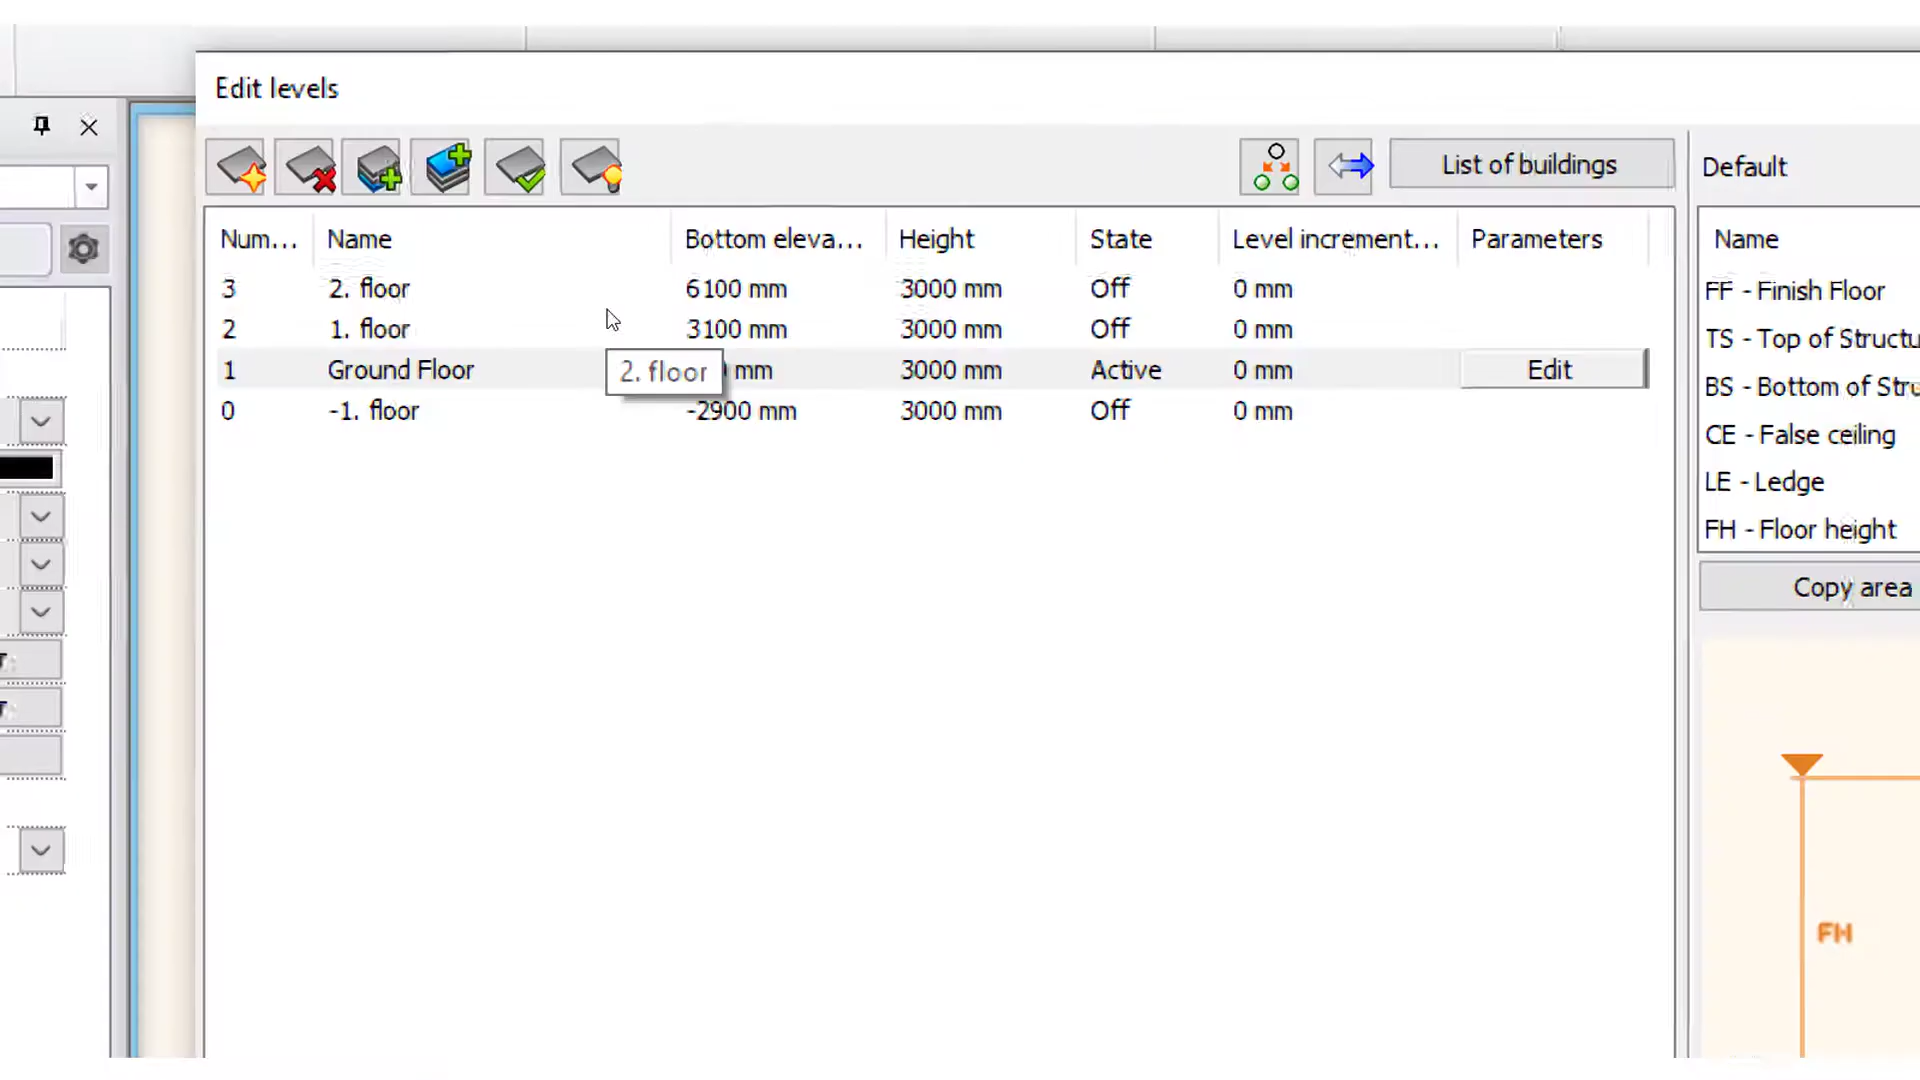 Edit levels
List of buildings
Default
Num... Name Bottom eleva... Height State Level increment... Parameters
3 2. floor 6100 mm 3000 mm Off 0 mm
2 1. floor 3100 mm 3000 mm Off 0 mm
1 Ground Floor mm 3000 mm Active 0 mm Edit
2. floor
0 -1. floor -2900 mm 3000 mm Off 0 mm
Name
FF - Finish Floor
TS - Top of Structu
BS - Bottom of Stru
CE - False ceiling
LE - Ledge
FH - Floor height
Copy area
FH